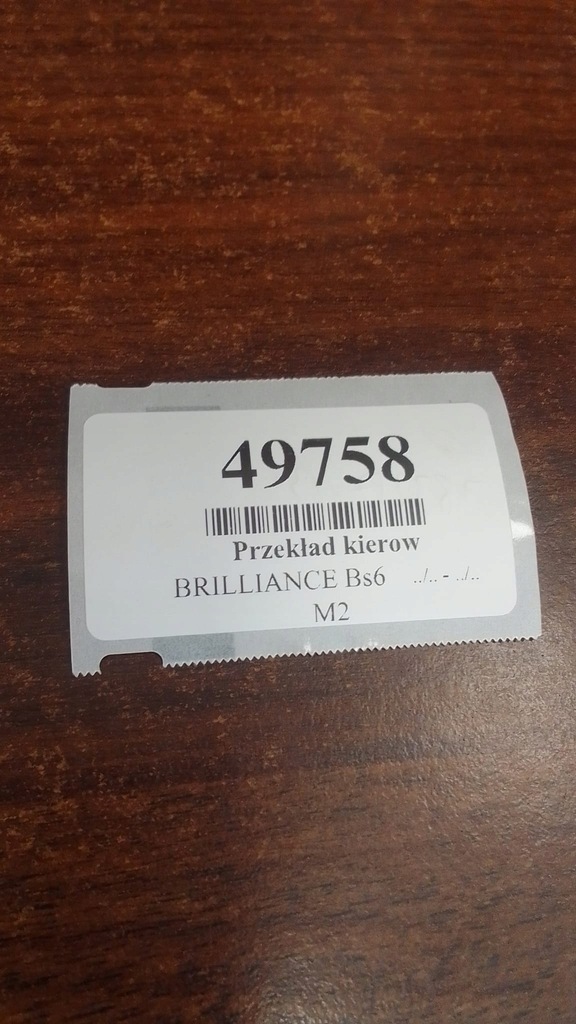 49758
Przekład kierow
BRILLIANCE Bs6 ../.. - ../..
M2